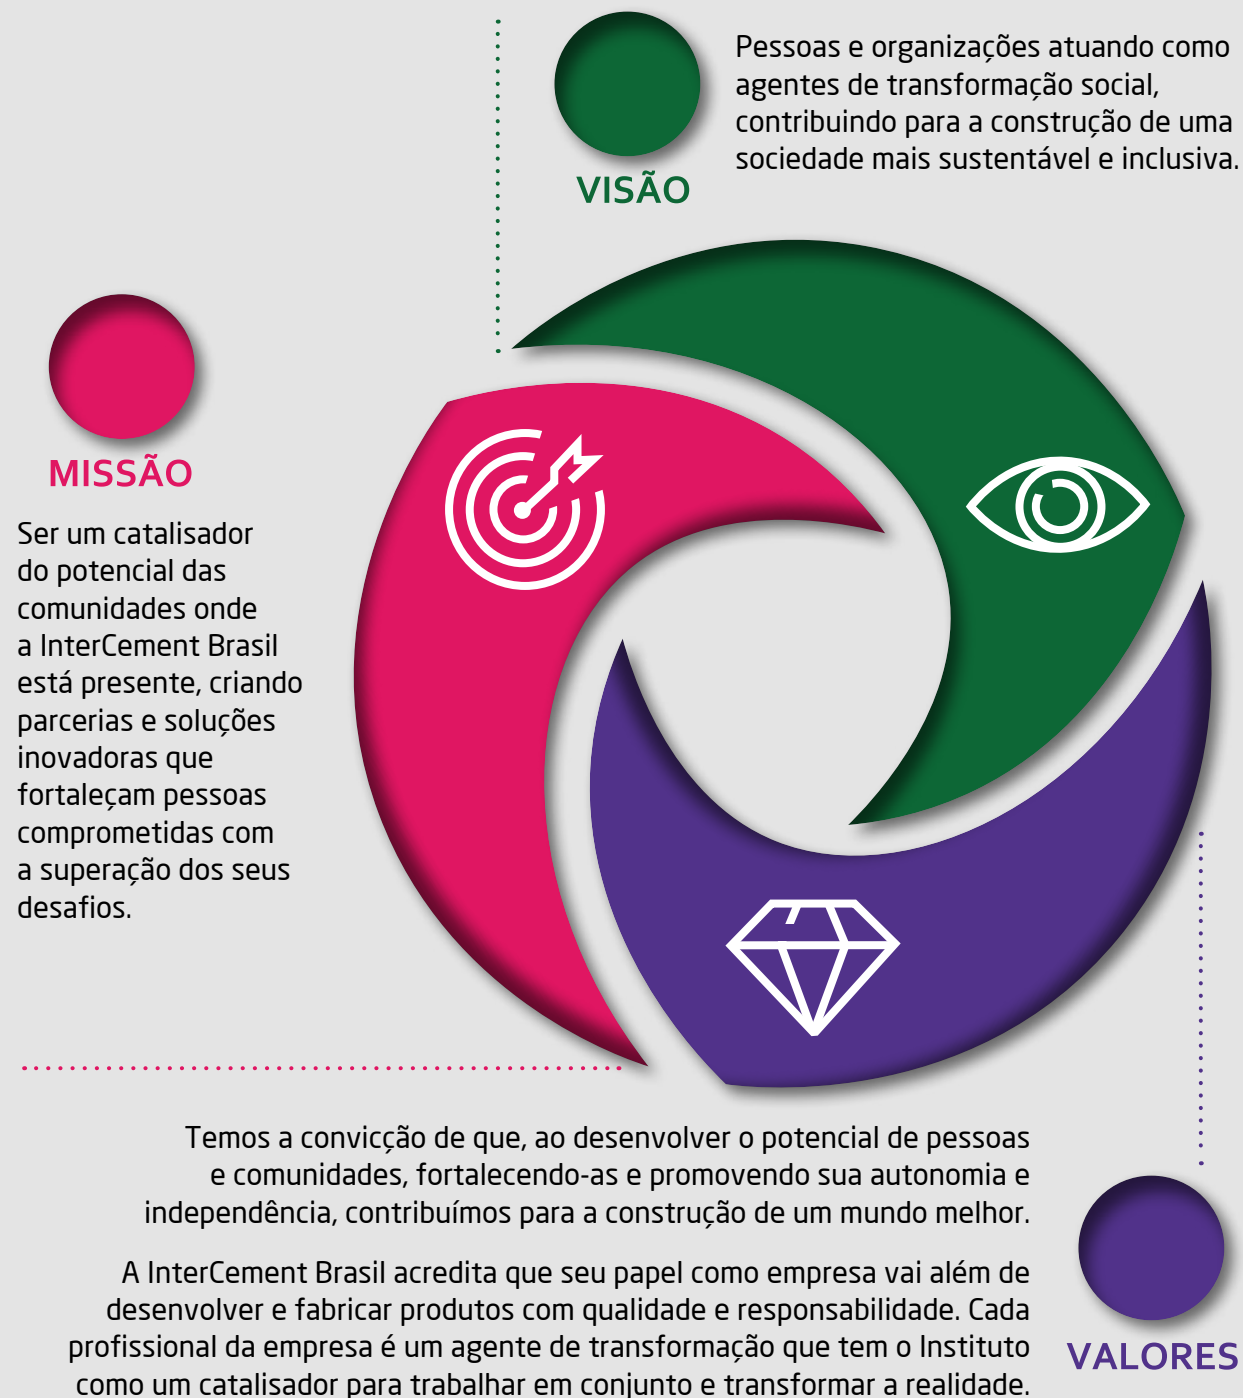 Pessoas e organizações atuando como
agentes de transformação social,
contribuindo para a construção de uma
sociedade mais sustentável e inclusiva.
VISÃO
MISSÃO
Ser um catalisador
do potencial das
comunidades onde
a InterCement Brasil
está presente, criando
parcerias e soluções
inovadoras que
fortaleçam pessoas
comprometidas com
a superação dos seus
desafios.
Temos a convicção de que, ao desenvolver o potencial de pessoas
e comunidades, fortalecendo-as e promovendo sua autonomia e
independência, contribuímos para a construção de um mundo melhor.
A InterCement Brasil acredita que seu papel como empresa vai além de
desenvolver e fabricar produtos com qualidade e responsabilidade. Cada
profissional da empresa é um agente de transformação que tem o Instituto
como um catalisador para trabalhar em conjunto e transformar a realidade.
VALORES